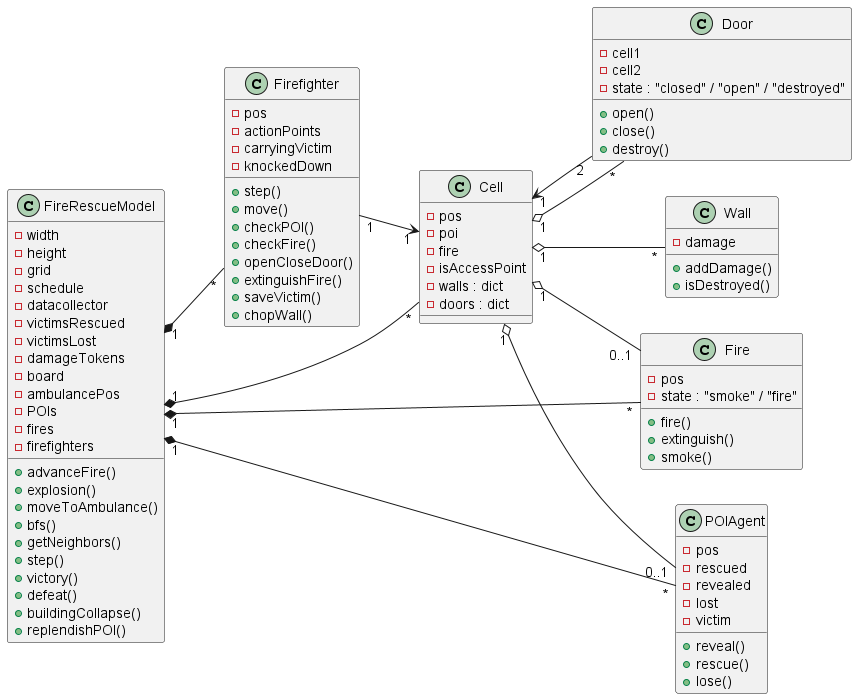 C FireRescueModel
width
height
grid
schedule
datacollector
victimsRescued
victimsLost
damageTokens
board
ambulancePos
POIs
fires
firefighters
advanceFire()
explosion()
moveToAmbulance()
bfs()
getNeighbors()
step()
victory()
defeat()
buildingCollapse()
replendishPOI()
1
1
1
1
C Firefighter
pos
actionPoints
carryingVictim
knockedDown
step()
move()
checkPOI()
checkFire()
openCloseDoor()
extinguishFire()
saveVictim()
chopWall()
*
1
1
*
C Cell
pos
poi
fire
isAccessPoint
walls : dict
doors : dict
1
1
1
1
1
C Door
cell1
cell2
state : "closed" / "open" / "destroyed"
open()
close()
destroy()
2
*
C Wall
damage
addDamage()
isDestroyed()
*
C Fire
pos
state : "smoke" / "fire"
fire()
extinguish()
smoke()
0..1
*
C POIAgent
pos
rescued
revealed
lost
victim
reveal()
rescue()
lose()
0..1
*